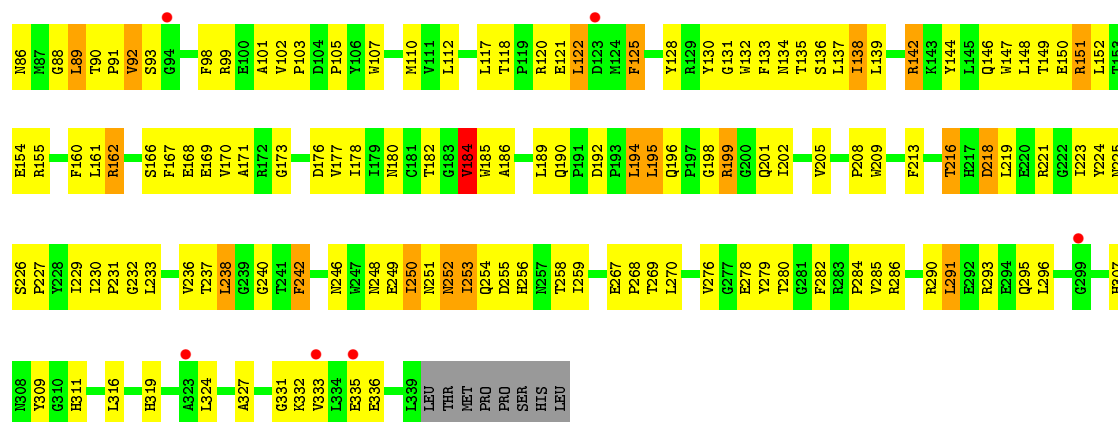 N86 M87 G88 L89 T90 P91 V92 S93 G94 F98 R99 E100 A101 V102 P103 D104 P105 Y106 W107 M110 V111 L112 L117 T118 P119 R120 E121 L122 D123 M124 F125 Y128 R129 Y130 G131 W132 F133 N134 T135 S136 L137 I138 L139 R142 K143 Y144 L145 Q146 W147 L148 T149 E150 R151 L152 T153
E154 R155 F160 L161 R162 S166 F167 E168 E169 V170 A171 R172 G173 D176 V177 I178 I179 N180 C181 T182 G183 V184 W185 A186 L189 Q190 P191 D192 P193 L194 L195 Q196 P197 G198 R199 G200 Q201 I202 V205 P208 W209 F213 T216 H217 D218 L219 E220 R221 G222 I223 Y224 N225
S226 P227 Y228 I229 I230 P231 G232 L233 V236 T237 L238 G239 G240 T241 F242 N246 W247 N248 E249 I250 N251 N252 I253 Q254 D255 H256 N257 T258 I259 E267 P268 T269 L270 V276 G277 E278 Y279 T280 G281 F282 R283 P284 V285 R286 R290 L291 E292 R293 E294 Q295 L296 G299 H307
N308 Y309 G310 H311 L316 H319 A323 L324 A327 G331 K332 V333 L334 E335 E336 L339 LEU THR MET PRO PRO SER HIS LEU